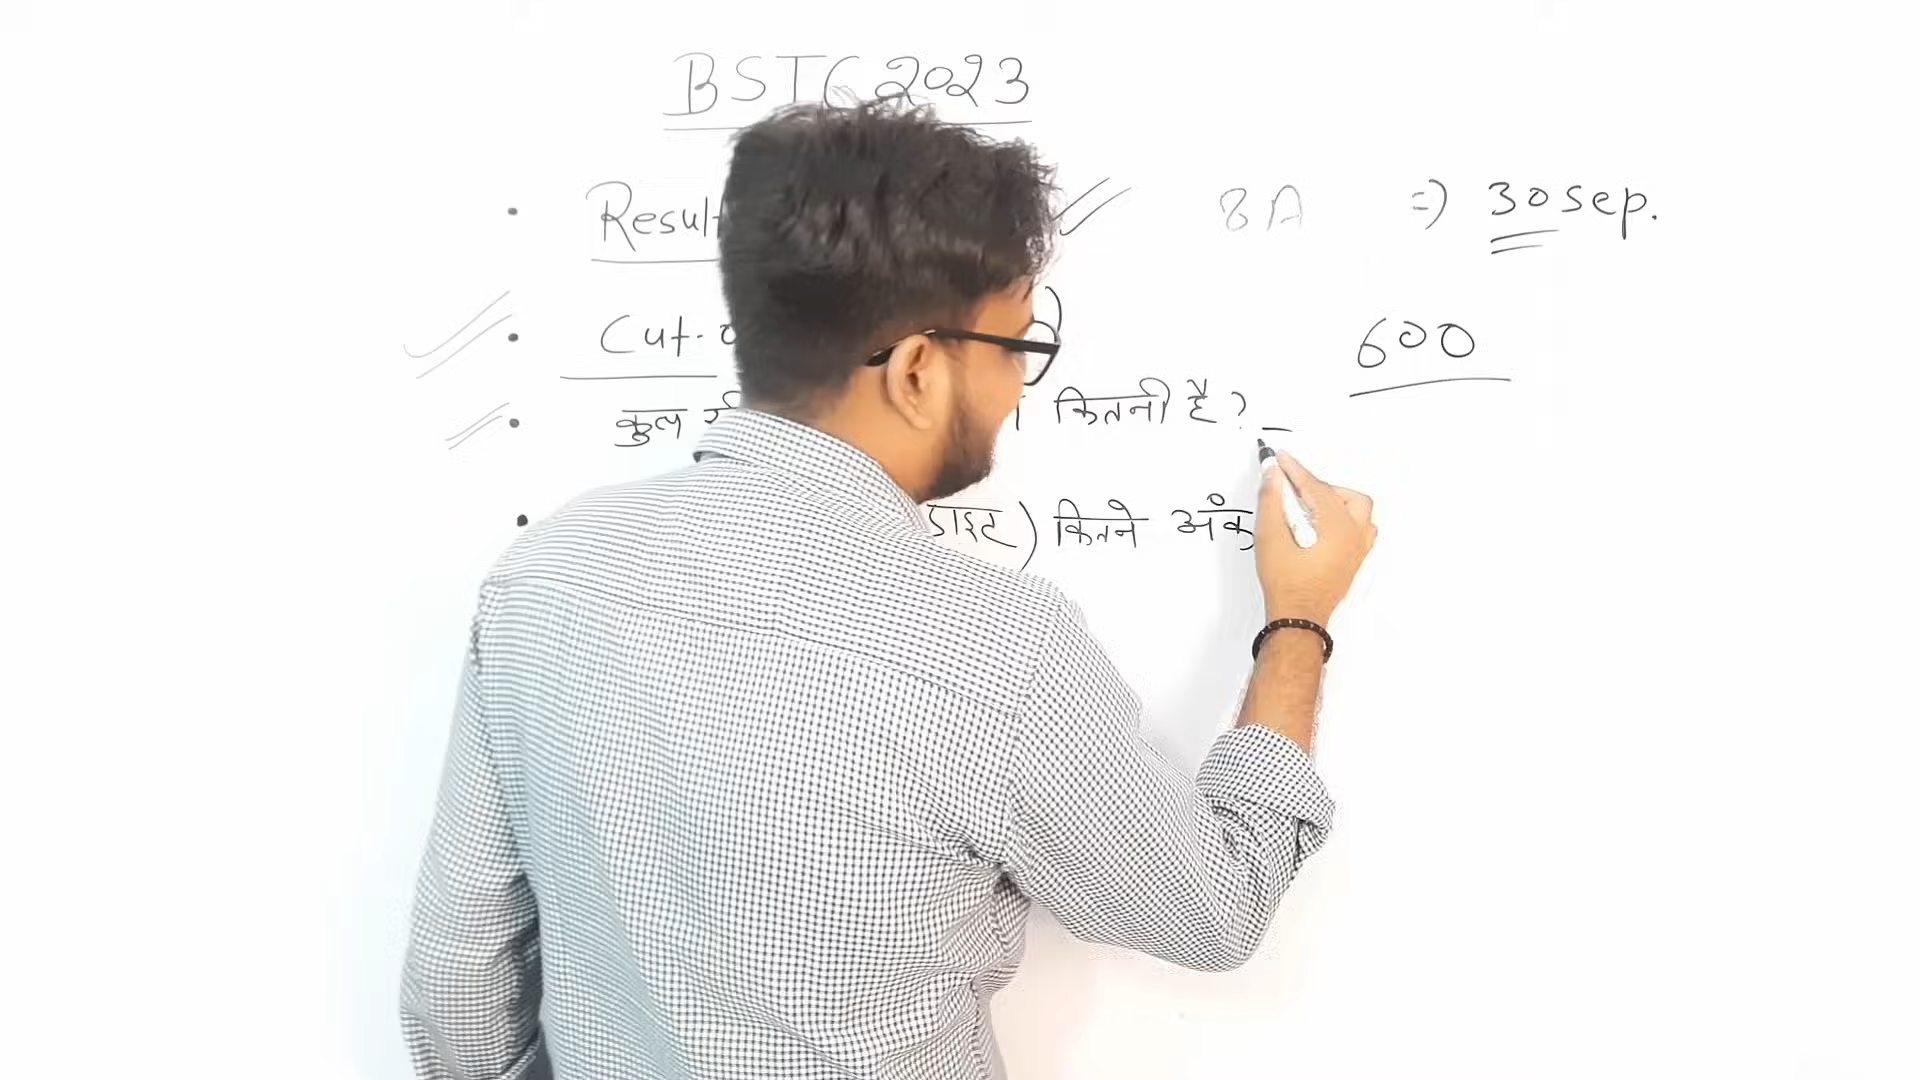 BSTC 2023
Result 8A => 30 Sep.
Cut- 600
कुल कितनी है? -
डाइट) कितने अंक